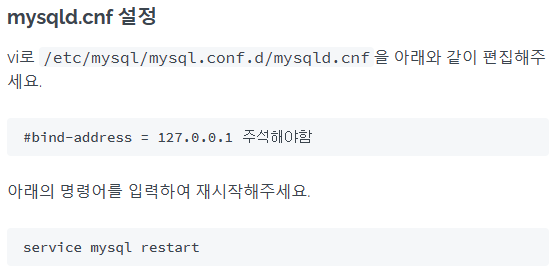 mysqld.cnf 설정
vi로 /etc/mysql/mysql.conf.d/mysqld.cnf 을 아래와 같이 편집해주
세요.
#bind-address = 127.0.0.1 주석해야함
아래의 명령어를 입력하여 재시작해주세요.
service mysql restart